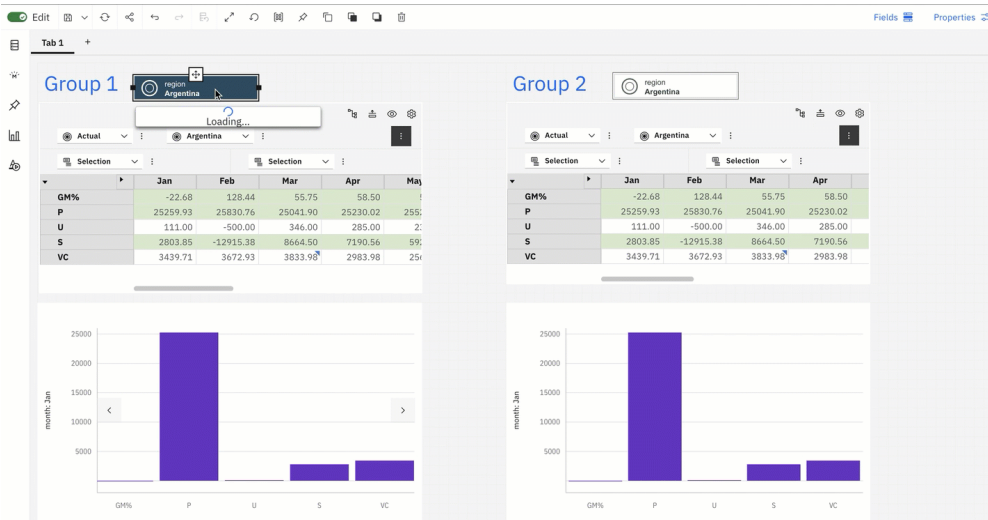 Edit
Fields
Properties
Tab 1
Group 1
region
Argentina
Loading...
Actual
Argentina
Selection
Selection
Jan Feb Mar Apr May
GM% -22.68 128.44 55.75 58.50
P 25259.93 25830.76 25041.90 25230.02
U 111.00 -500.00 346.00 285.00
S 2803.85 -12915.38 8664.50 7190.56
VC 3439.71 3672.93 3833.98 2983.98
25000
20000
15000
10000
5000
month: Jan
GM% P U S VC
Group 2
region
Argentina
Actual
Argentina
Selection
Selection
Jan Feb Mar Apr
GM% -22.68 128.44 55.75 58.50
P 25259.93 25830.76 25041.90 25230.02
U 111.00 -500.00 346.00 285.00
S 2803.85 -12915.38 8664.50 7190.56
VC 3439.71 3672.93 3833.98 2983.98
25000
20000
15000
10000
5000
month: Jan
GM% P U S VC